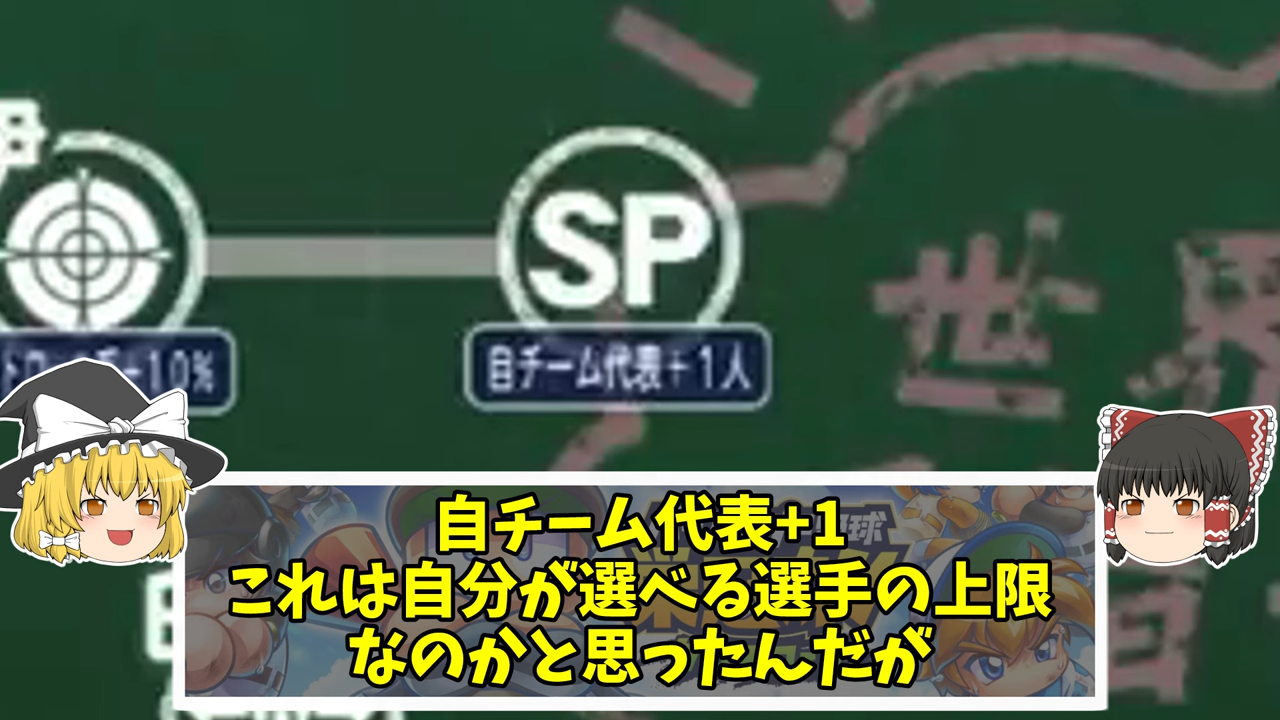 SP
自チーム代表+1人
+10%
世界
自チーム代表+1
これは自分が選べる選手の上限
なのかと思ったんだが